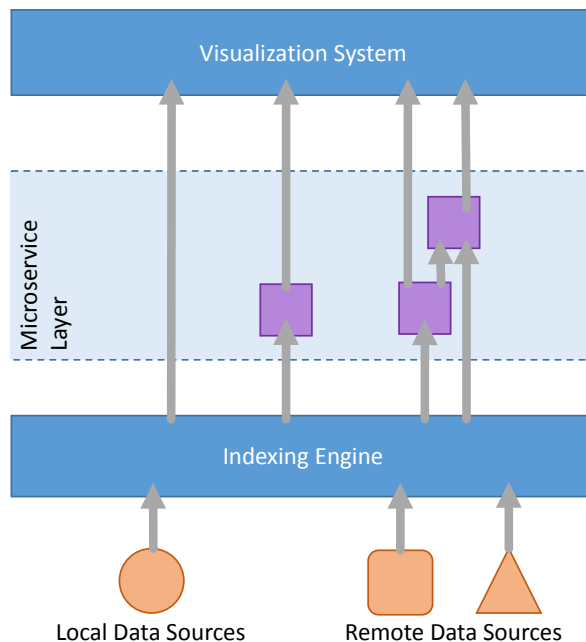 Visualization System
Microservice
Layer
Indexing Engine
Local Data Sources
Remote Data Sources